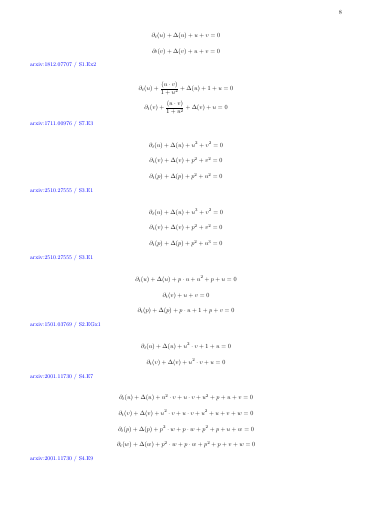 8
∂ₜ(u) + Δ(u) + u + v = 0
∂ₜ(v) + Δ(v) + u + v = 0
arxiv:1812.07707 / S1.Ex2
∂ₜ(u) + (u · v)/(1 + u²) + Δ(u) + 1 + u = 0
∂ₜ(v) + (u · v)/(1 + u²) + Δ(v) + u = 0
arxiv:1711.00976 / S7.E3
∂ₜ(u) + Δ(u) + u² + v² = 0
∂ₜ(v) + Δ(v) + p² + v² = 0
∂ₜ(p) + Δ(p) + p² + u² = 0
arxiv:2510.27555 / S3.E1
∂ₜ(u) + Δ(u) + u² + v² = 0
∂ₜ(v) + Δ(v) + p² + v² = 0
∂ₜ(p) + Δ(p) + p² + u² = 0
arxiv:2510.27555 / S3.E1
∂ₜ(u) + Δ(u) + p · u + u² + p + u = 0
∂ₜ(v) + u + v = 0
∂ₜ(p) + Δ(p) + p · u + 1 + p + v = 0
arxiv:1501.03769 / S2.EGx1
∂ₜ(u) + Δ(u) + u² · v + 1 + u = 0
∂ₜ(v) + Δ(v) + u² · v + u = 0
arxiv:2001.11730 / S4.E7
∂ₜ(u) + Δ(u) + u² · v + u · v + u² + p + u + v = 0
∂ₜ(v) + Δ(v) + u² · v + u · v + u² + u + v + w = 0
∂ₜ(p) + Δ(p) + p² · w + p · w + p² + p + u + w = 0
∂ₜ(w) + Δ(w) + p² · w + p · w + p² + p + v + w = 0
arxiv:2001.11730 / S4.E9